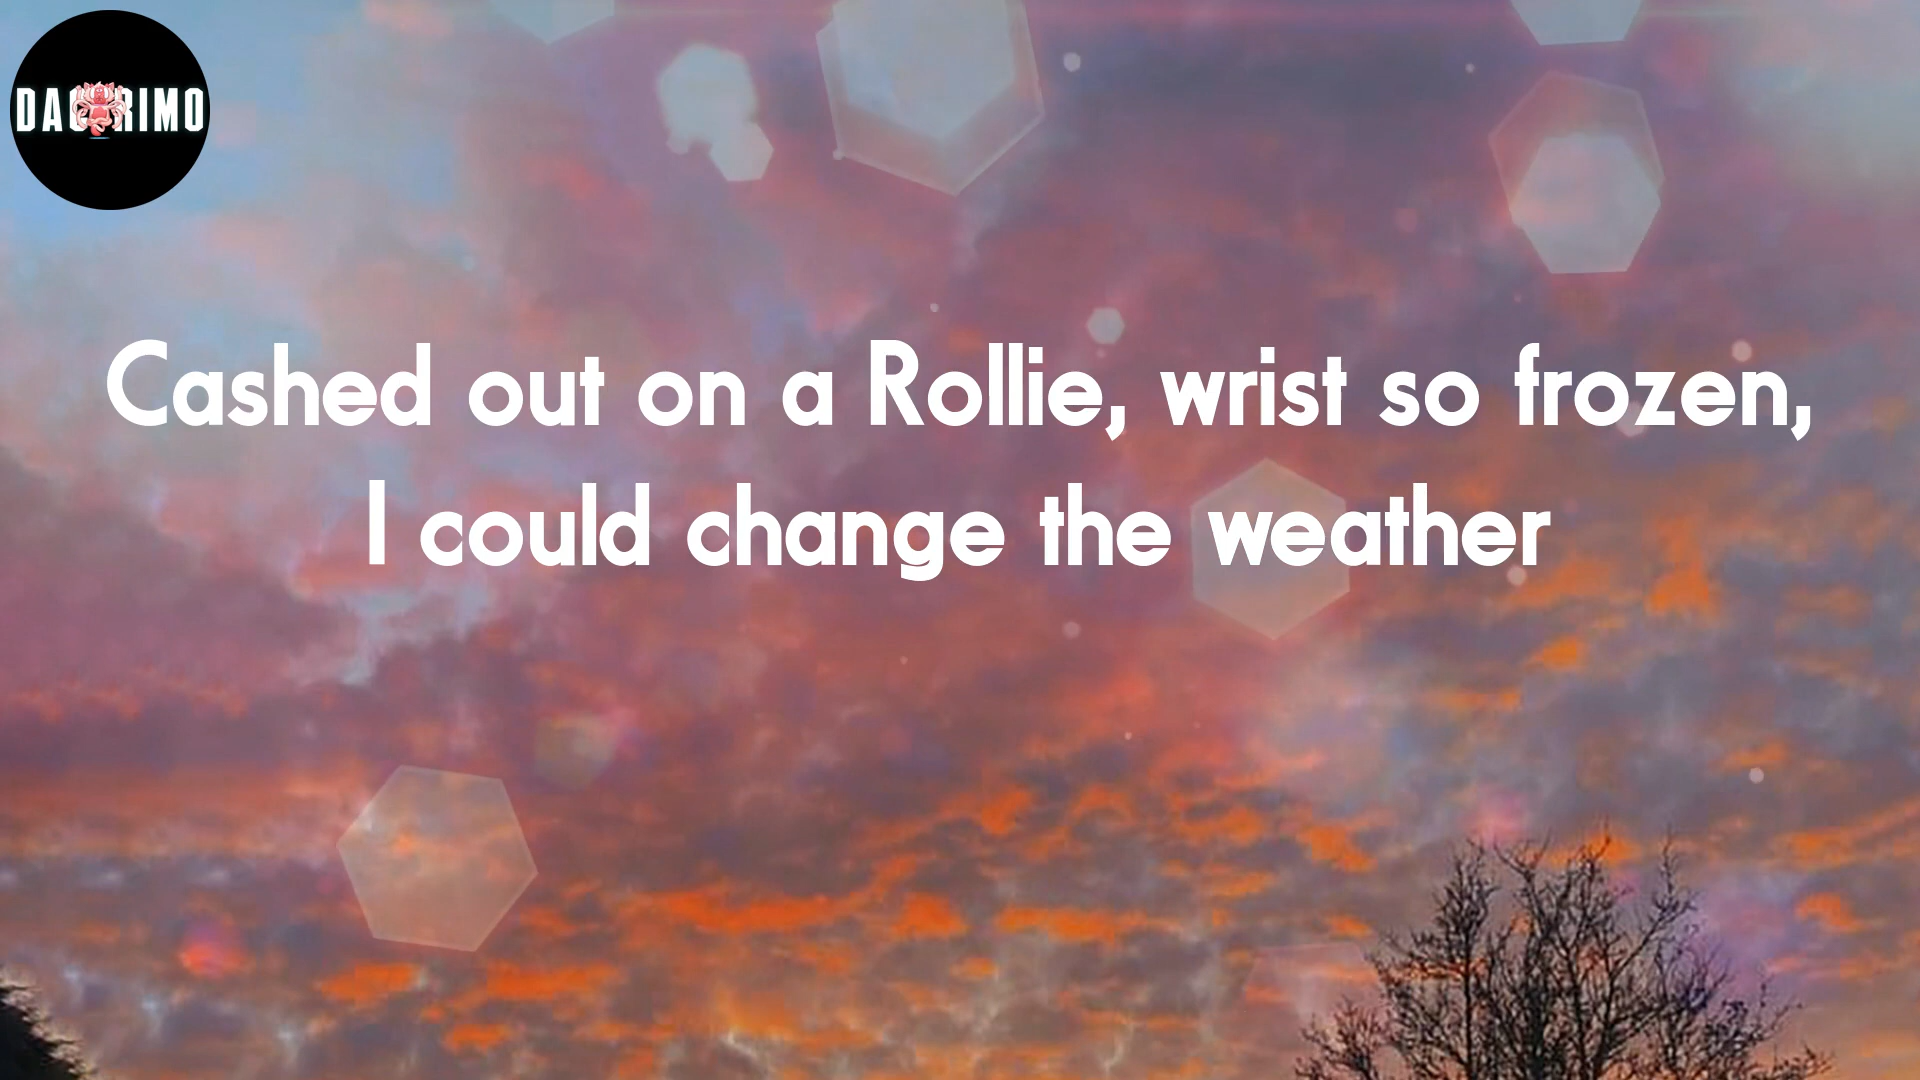 Cashed out on a Rollie, wrist so frozen,
I could change the weather